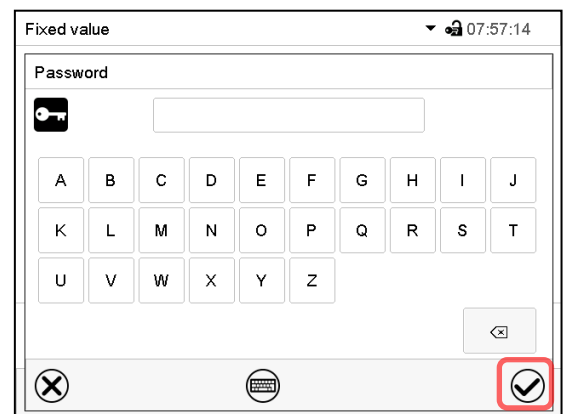 Fixed value 07:57:14
Password
A B C D E F G H I J
K L M N O P Q R S T
U V W X Y Z